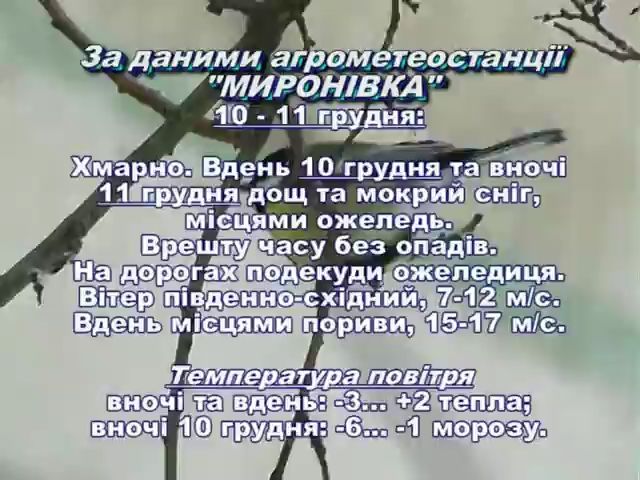 За даними агрометеостанції
"МИРОНІВКА"
10 - 11 грудня:
Хмарно. Вдень 10 грудня та вночі
11 грудня дощ та мокрий сніг,
місцями ожеледь.
Врешту часу без опадів.
На дорогах подекуди ожеледиця.
Вітер південно-східний, 7-12 м/с.
Вдень місцями пориви, 15-17 м/с.
Температура повітря
вночі та вдень: -3... +2 тепла;
вночі 10 грудня: -6... -1 морозу.